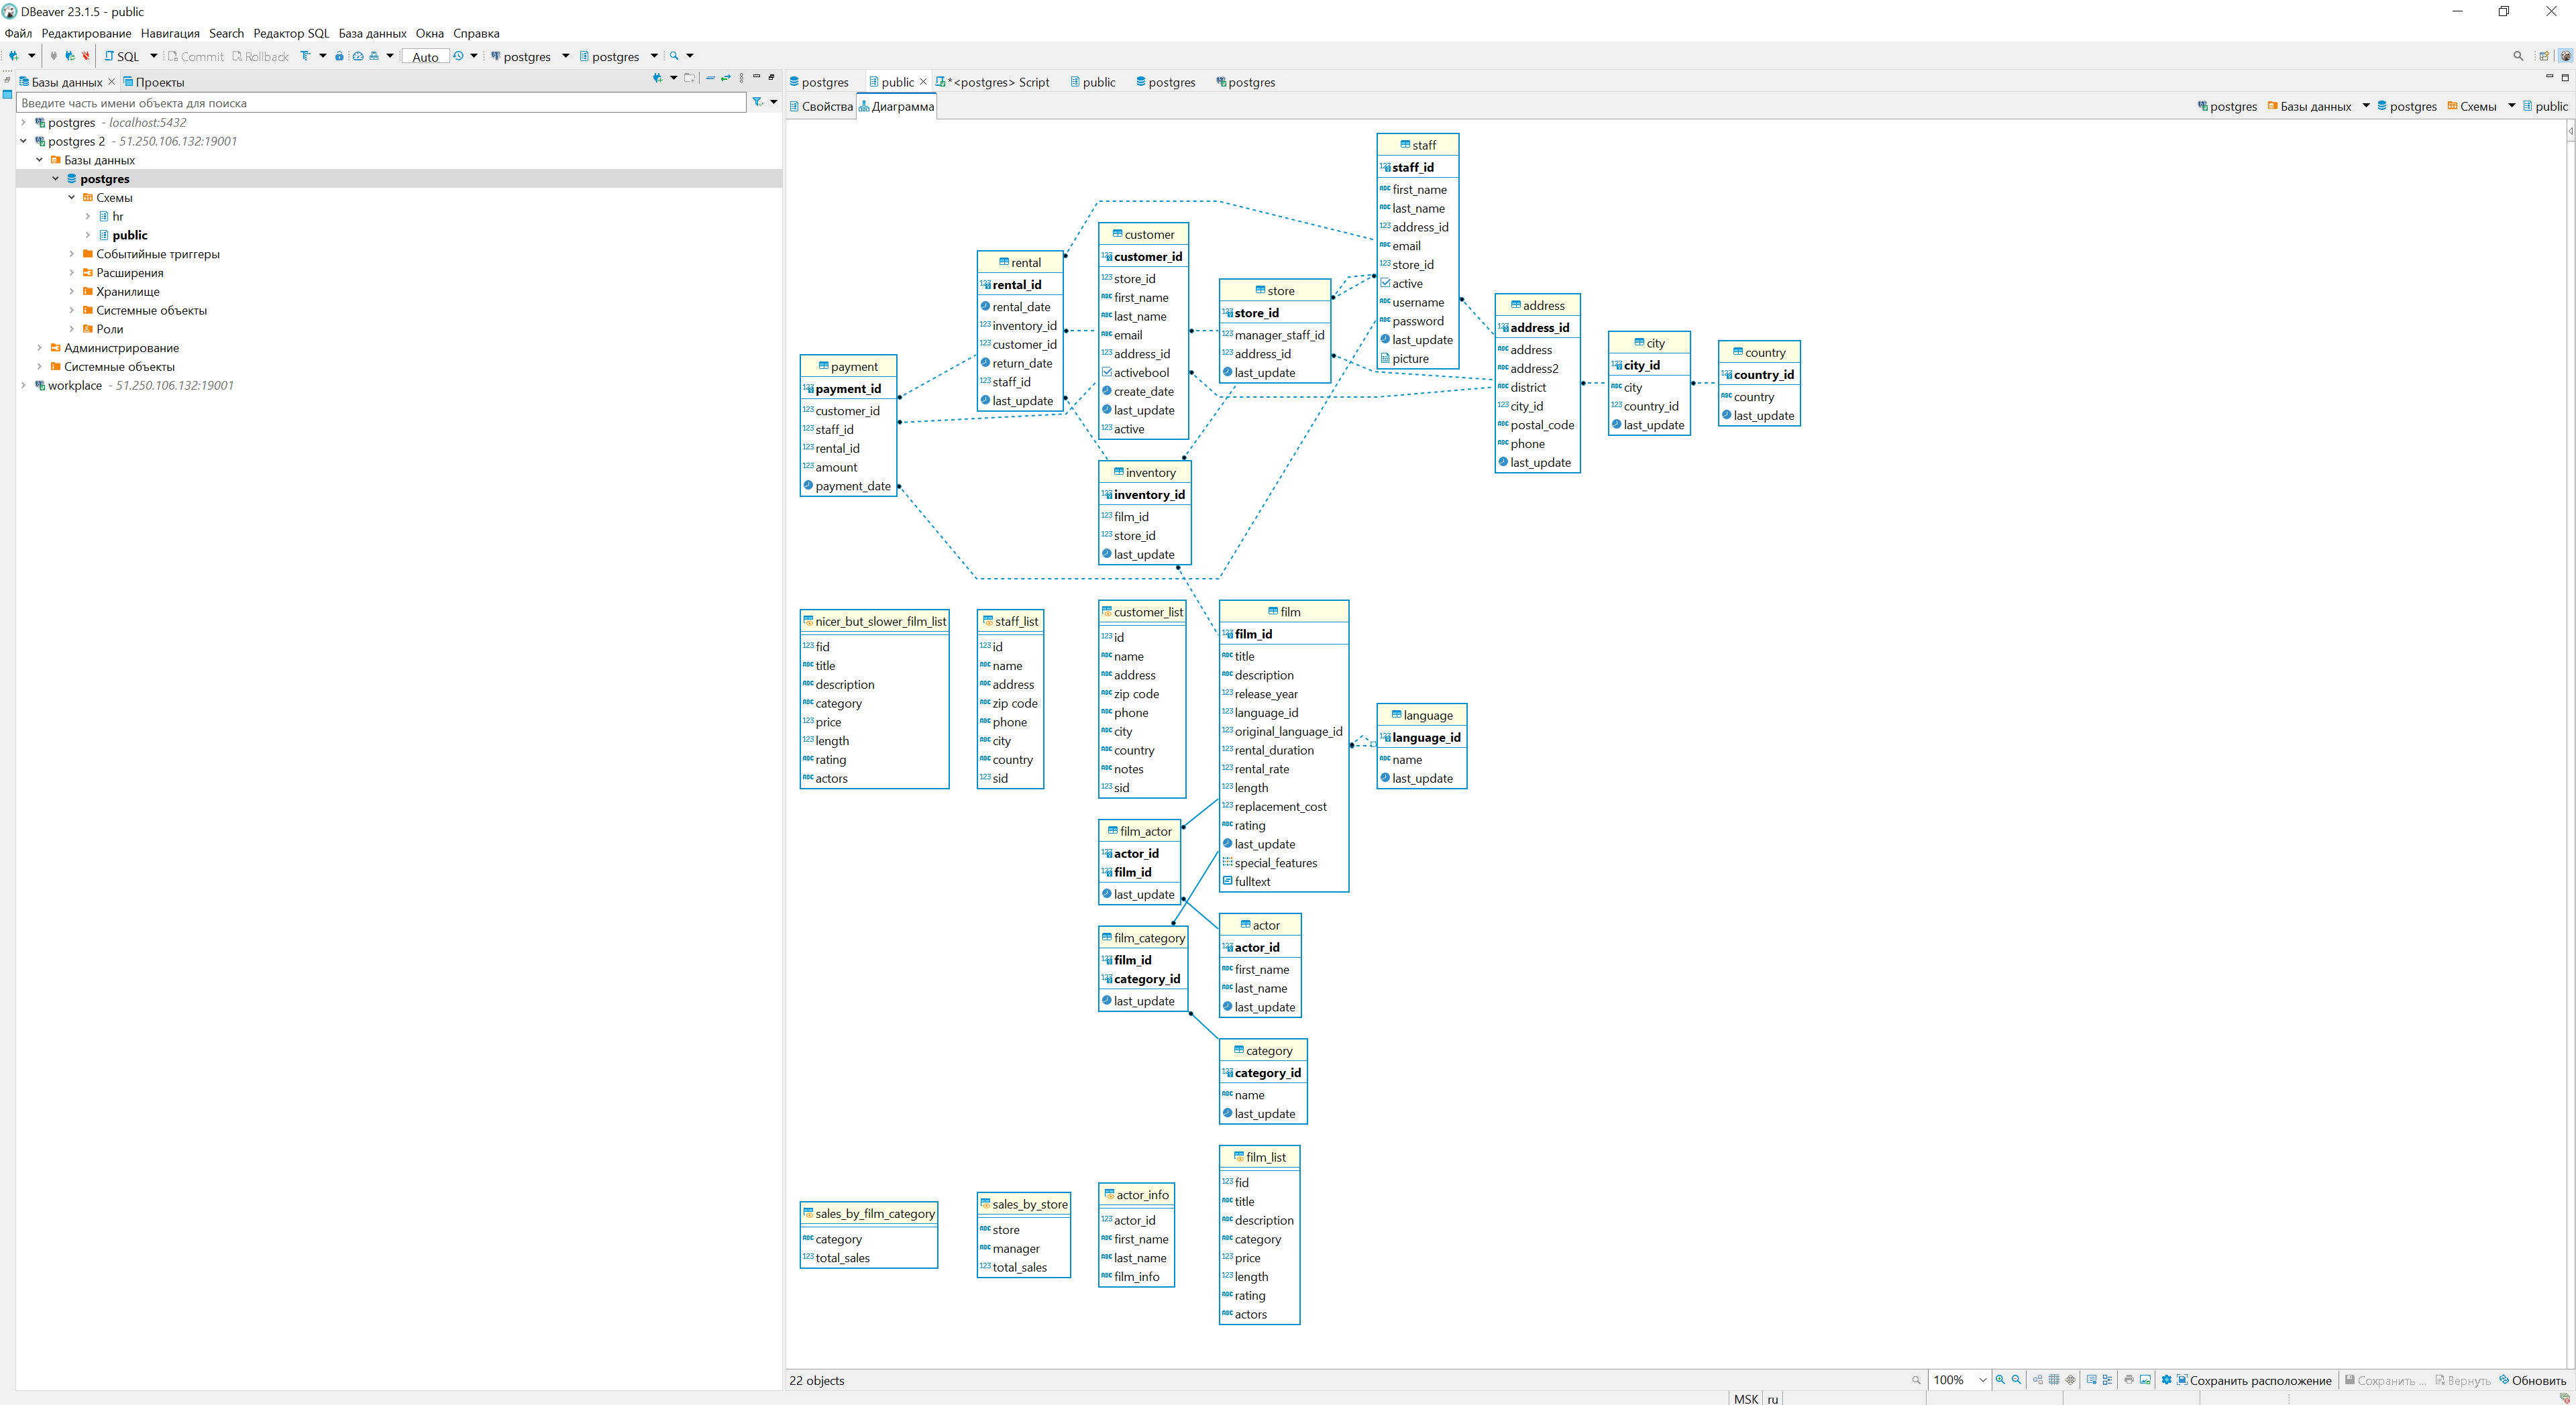 DBeaver 23.1.5 - public
Файл Редактирование Навигация Search Редактор SQL База данных Окна Справка
SQL Commit Rollback Auto postgres postgres
Базы данных Проекты
Введите часть имени объекта для поиска
postgres - localhost:5432
postgres 2 - 51.250.106.132:19001
Базы данных
postgres
Схемы
hr
public
Событийные триггеры
Расширения
Хранилище
Системные объекты
Роли
Администрирование
Системные объекты
workplace - 51.250.106.132:19001
postgres public *<postgres> Script public postgres postgres
Свойства Диаграмма postgres Базы данных postgres Схемы public
staff
staff_id
first_name
last_name
address_id
email
store_id
active
username
password
last_update
picture
customer
customer_id
store_id
first_name
last_name
email
address_id
activebool
create_date
last_update
active
rental
rental_id
rental_date
inventory_id
customer_id
return_date
staff_id
last_update
store
store_id
manager_staff_id
address_id
last_update
address
address_id
address
address2
district
city_id
postal_code
phone
last_update
city
city_id
city
country_id
last_update
country
country_id
country
last_update
payment
payment_id
customer_id
staff_id
rental_id
amount
payment_date
inventory
inventory_id
film_id
store_id
last_update
nicer_but_slower_film_list
fid
title
description
category
price
length
rating
actors
staff_list
id
name
address
zip code
phone
city
country
sid
customer_list
id
name
address
zip code
phone
city
country
notes
sid
film
film_id
title
description
release_year
language_id
original_language_id
rental_duration
rental_rate
length
replacement_cost
rating
last_update
special_features
fulltext
language
language_id
name
last_update
film_actor
actor_id
film_id
last_update
film_category
film_id
category_id
last_update
actor
actor_id
first_name
last_name
last_update
category
category_id
name
last_update
film_list
fid
title
description
category
price
length
rating
actors
sales_by_film_category
category
total_sales
sales_by_store
store
manager
total_sales
actor_info
actor_id
first_name
last_name
film_info
22 objects 100% Сохранить расположение Сохранить ... Вернуть Обновить
MSK ru